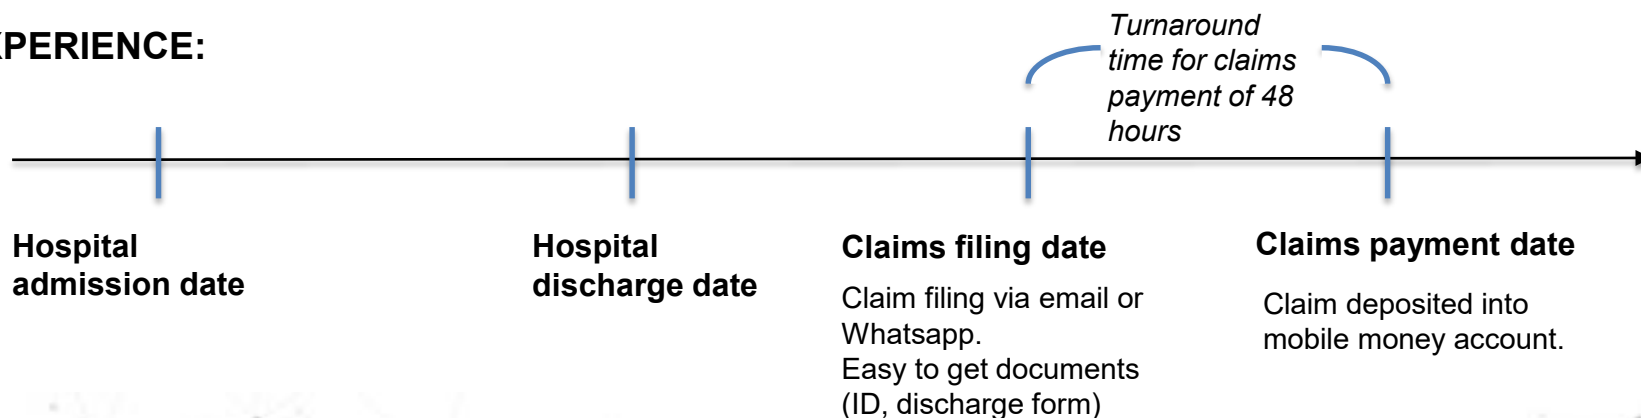 XPERIENCE:
Turnaround
time for claims
payment of 48
hours
Hospital
admission date
Hospital
discharge date
Claims filing date
Claim filing via email or
Whatsapp.
Easy to get documents
(ID, discharge form)
Claims payment date
Claim deposited into
mobile money account.